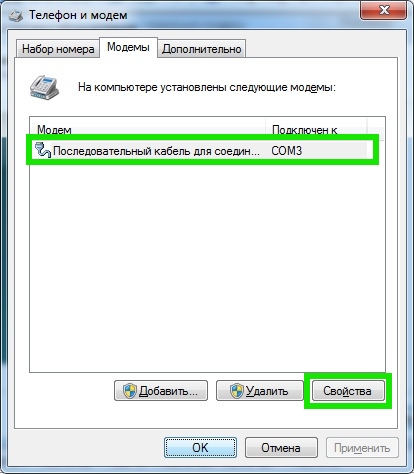 Телефон и модем
Набор номера Модемы Дополнительно
На компьютере установлены следующие модемы:
Модем Подключен к
Последовательный кабель для соедин... COM3
Добавить... Удалить Свойства
OK Отмена Применить